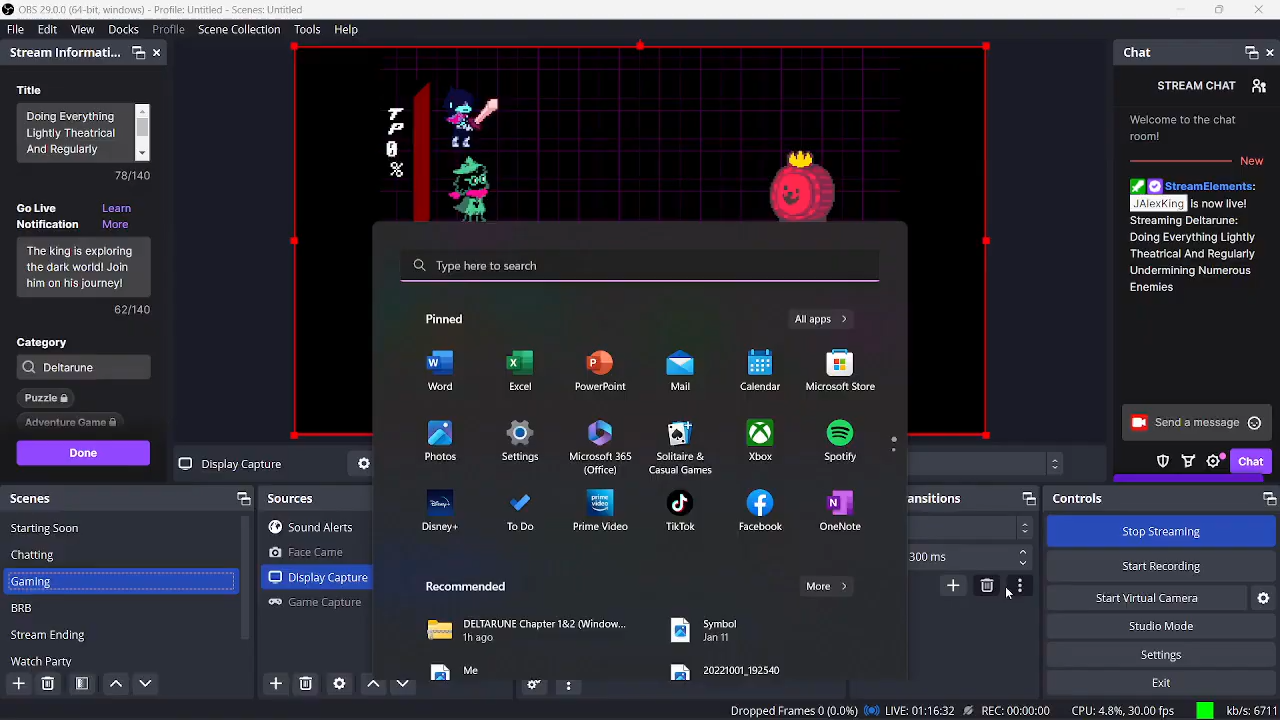 OBS 29.0.0 (64-bit, windows) - Profile: Untitled - Scenes: Untitled
File Edit View Docks Profile Scene Collection Tools Help
Stream Informati...
Title
Doing Everything
Lightly Theatrical
And Regularly
78/140
Go Live
Notification
Learn
More
The king is exploring
the dark world! Join
him on his journey!
62/140
Category
Deltarune
Puzzle
Adventure Game
Done
TP
0
%
Type here to search
Pinned
All apps
Word Excel PowerPoint Mail Calendar Microsoft Store
Photos Settings Microsoft 365 (Office) Solitaire & Casual Games Xbox Spotify
Disney+ To Do Prime Video TikTok Facebook OneNote
Recommended
More
DELTARUNE Chapter 1&2 (Window...
1h ago
Symbol
Jan 11
Me
20221001_192540
Chat
STREAM CHAT
Welcome to the chat
room!
New
StreamElements:
JAlexKing is now live!
Streaming Deltarune:
Doing Everything Lightly
Theatrical And Regularly
Undermining Numerous
Enemies
Send a message
Chat
Display Capture
Scenes
Starting Soon
Chatting
Gaming
BRB
Stream Ending
Watch Party
Sources
Sound Alerts
Face Came
Display Capture
Game Capture
ansitions
300 ms
Controls
Stop Streaming
Start Recording
Start Virtual Camera
Studio Mode
Settings
Exit
Dropped Frames 0 (0.0%) LIVE: 01:16:32 REC: 00:00:00 CPU: 4.8%, 30.00 fps kb/s: 6711